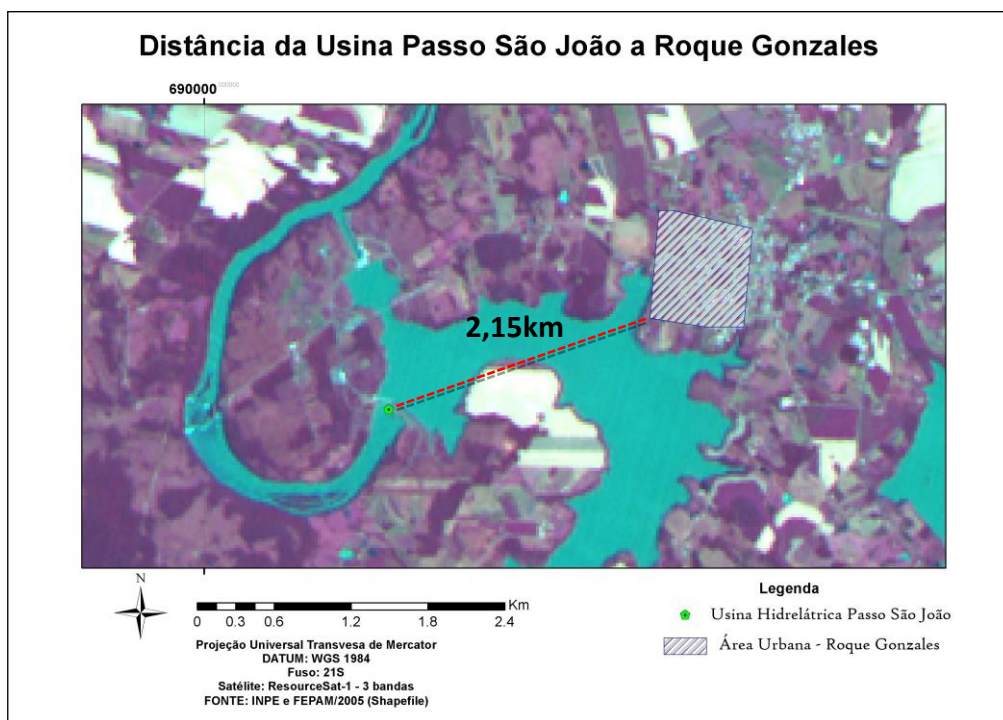 Distância da Usina Passo São João a Roque Gonzales
690000
2,15km
N
Km
0 0.3 0.6 1.2 1.8 2.4
Projeção Universal Transvesa de Mercator
DATUM: WGS 1984
Fuso: 21S
Satélite: ResourceSat-1 - 3 bandas
FONTE: INPE e FEPAM/2005 (Shapefile)
Legenda
Usina Hidrelátrica Passo São João
Área Urbana - Roque Gonzales